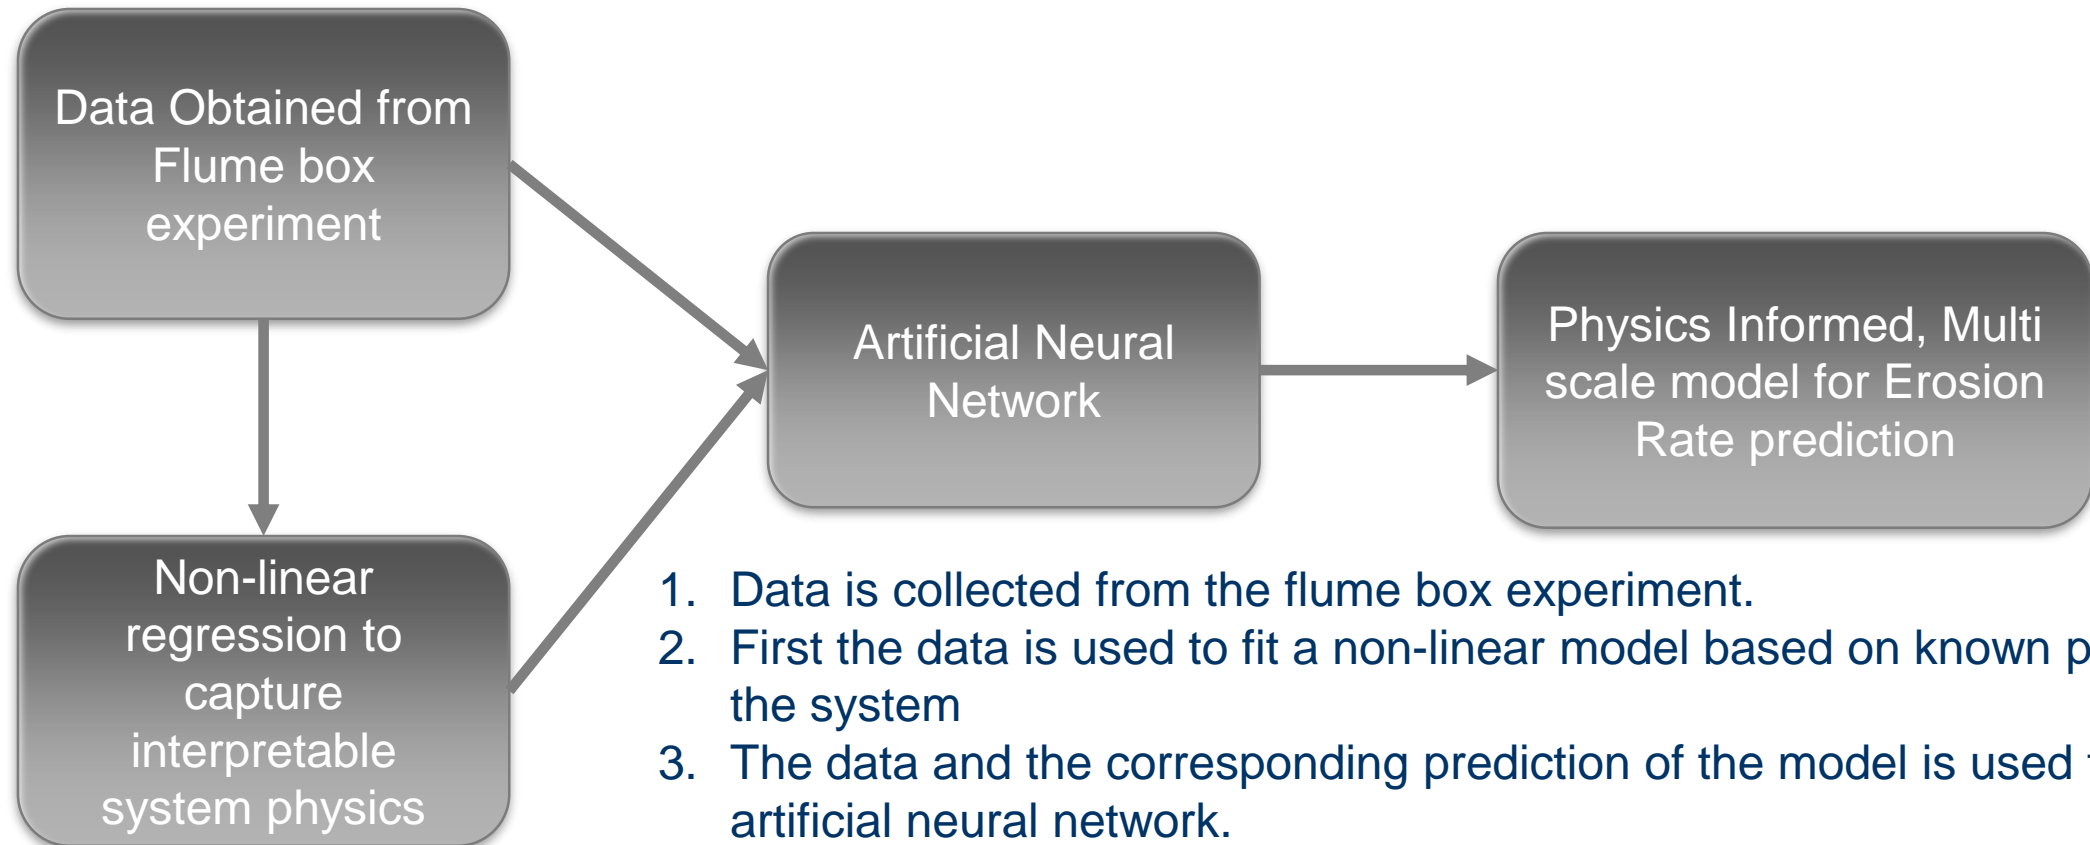 Data Obtained from
Flume box
experiment
Artificial Neural
Network
Physics Informed, Multi
scale model for Erosion
Rate prediction
Non-linear
regression to
capture
interpretable
system physics
1. Data is collected from the flume box experiment.
2. First the data is used to fit a non-linear model based on known p
the system
3. The data and the corresponding prediction of the model is used
artificial neural network.